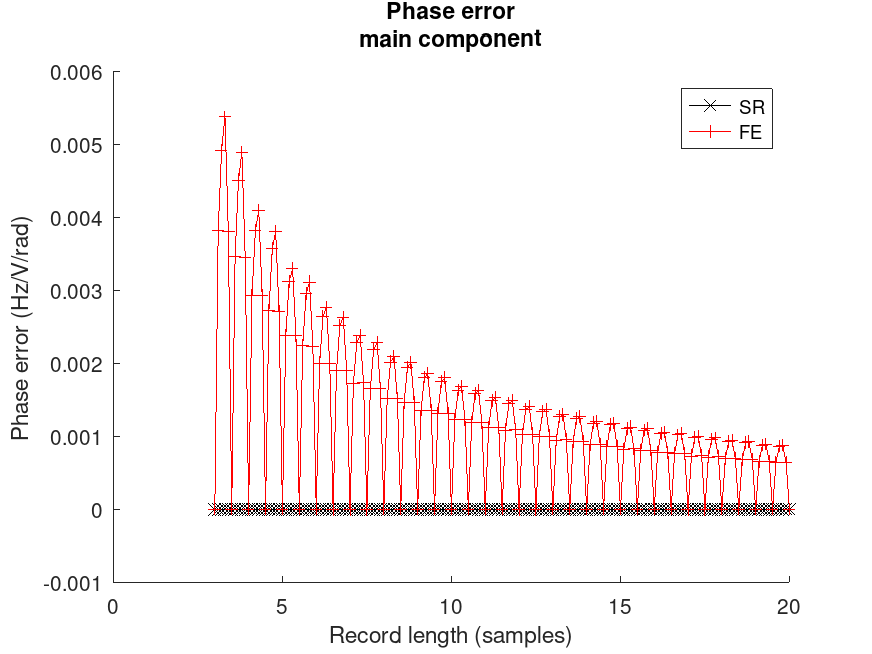 Phase error
main component
0.006
0.005
0.004
0.003
0.002
0.001
0
-0.001
Phase error (Hz/V/rad)
0
5
10
15
20
Record length (samples)
SR
FE